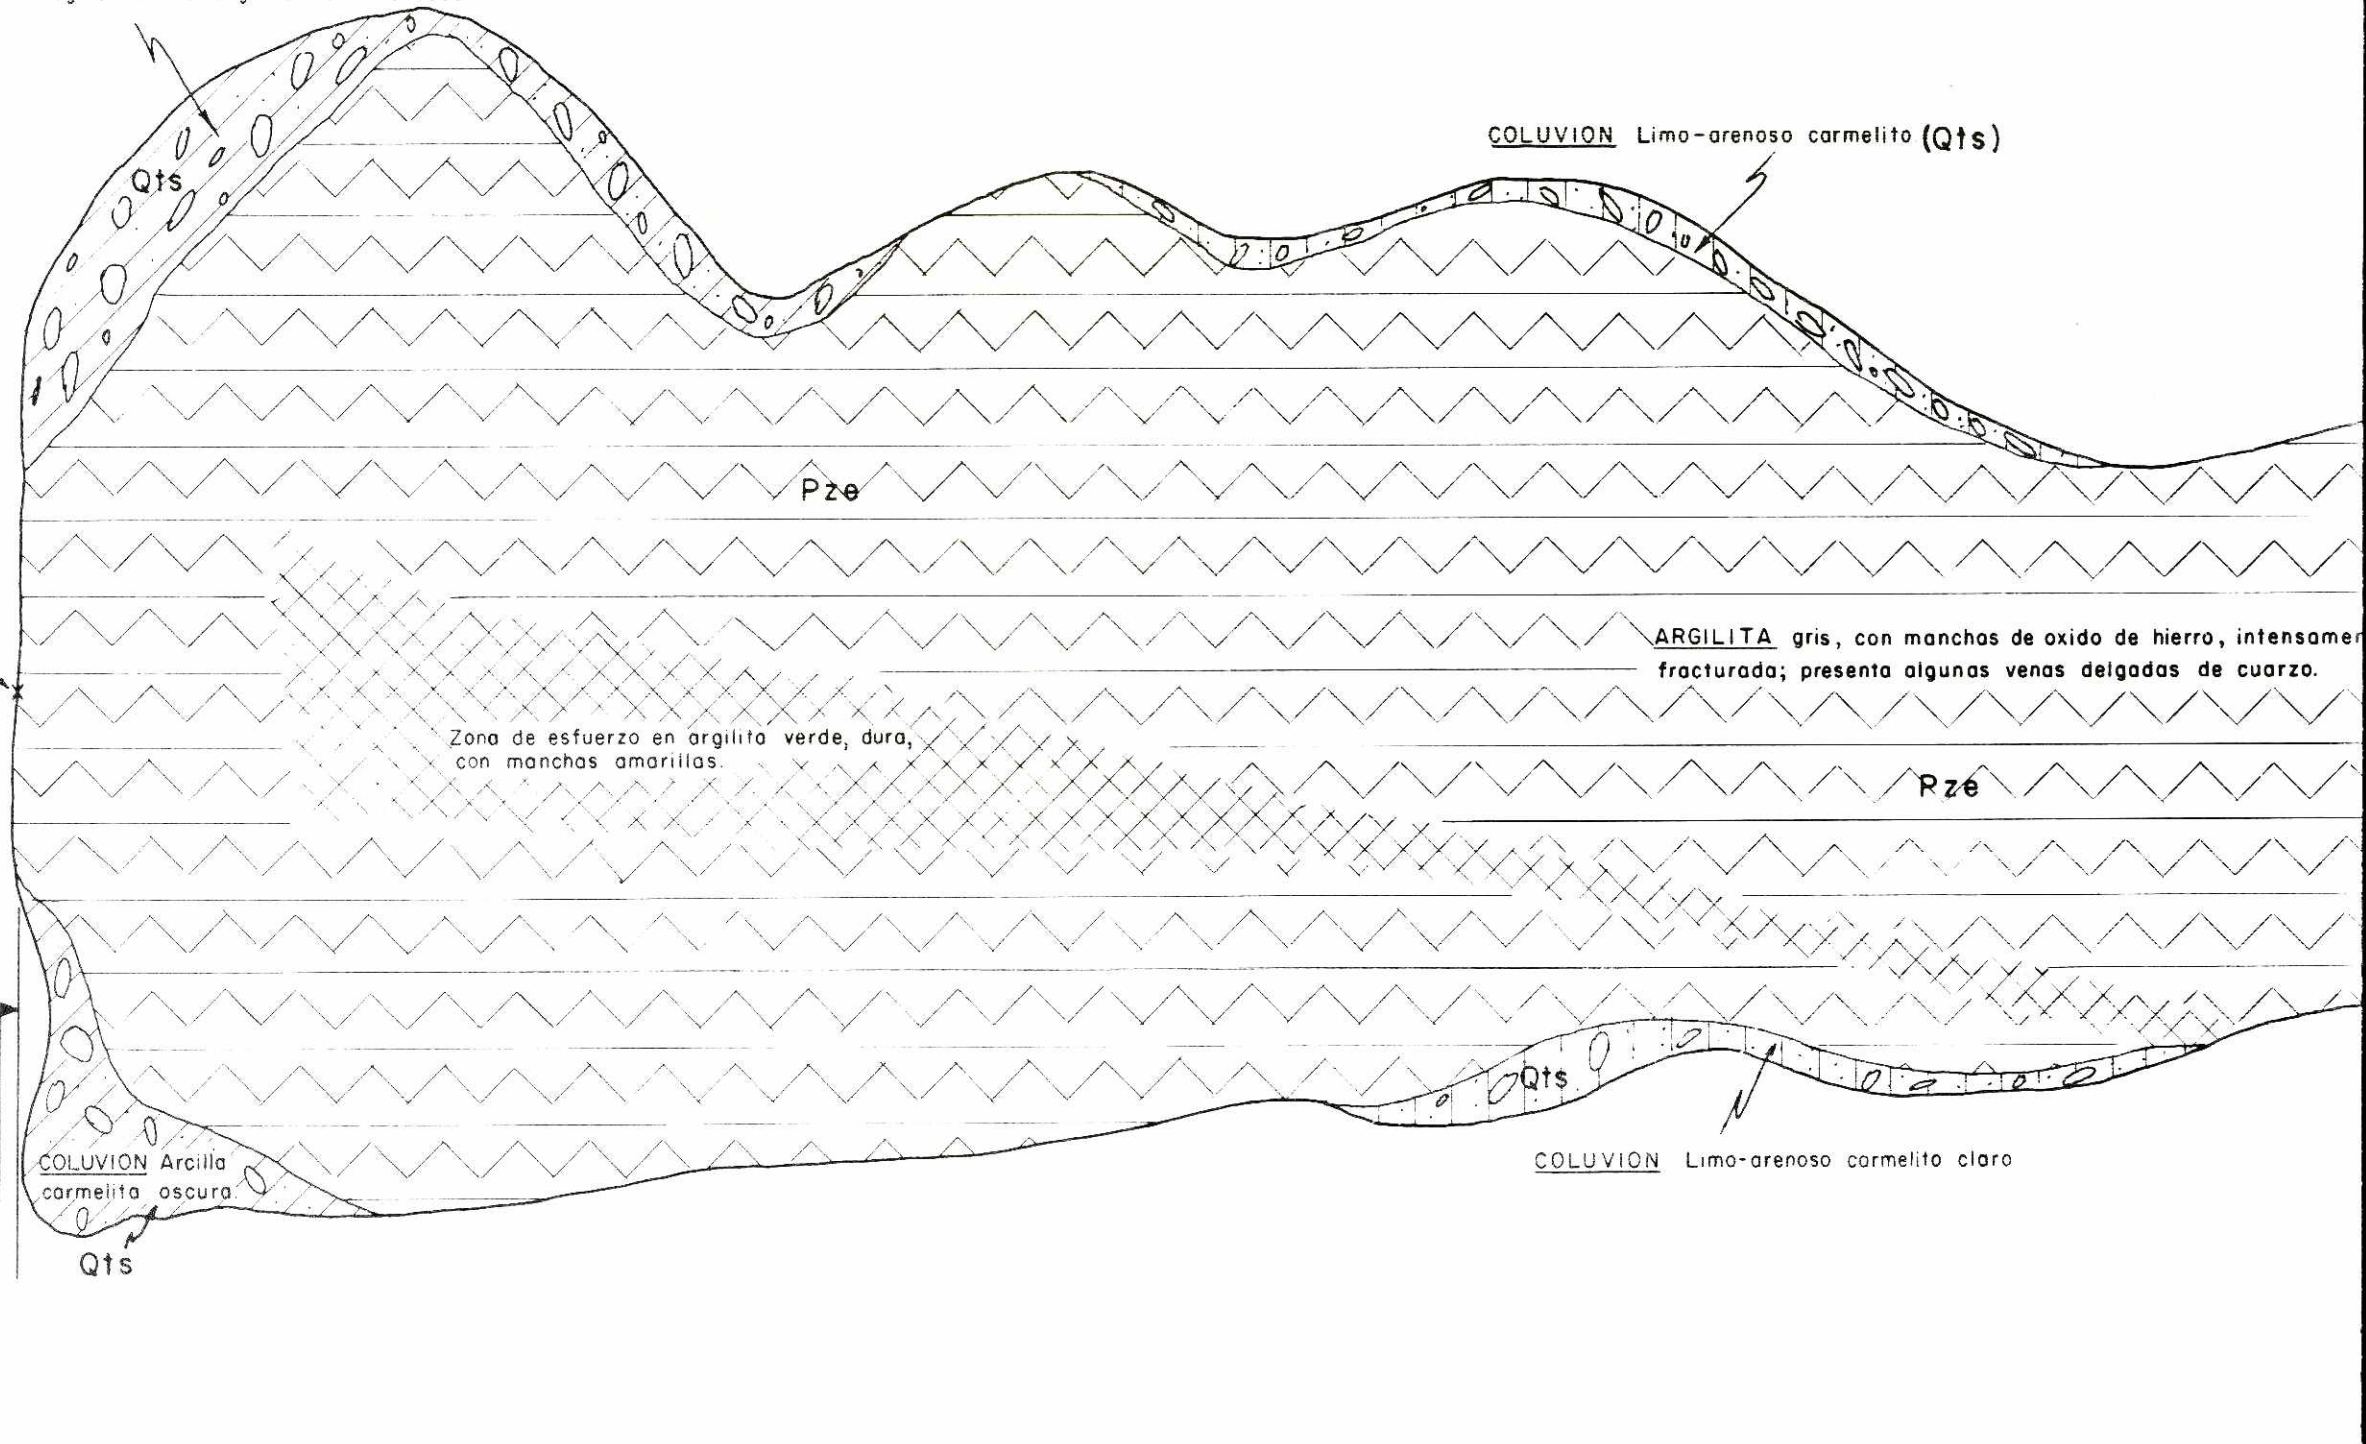 COLUVION Limo-arenoso carmelito (Qts)
Qts
Pze
ARGILITA gris, con manchas de oxido de hierro,
fracturada; presenta algunas venas delgadas de cuarzo.
Zona de esfuerzo en argilita verde, dura,
con manchas amarillas.
Pze
Qts
COLUVION Arcilla
carmelita oscura.
COLUVION Limo-arenoso carmelito claro
Qts